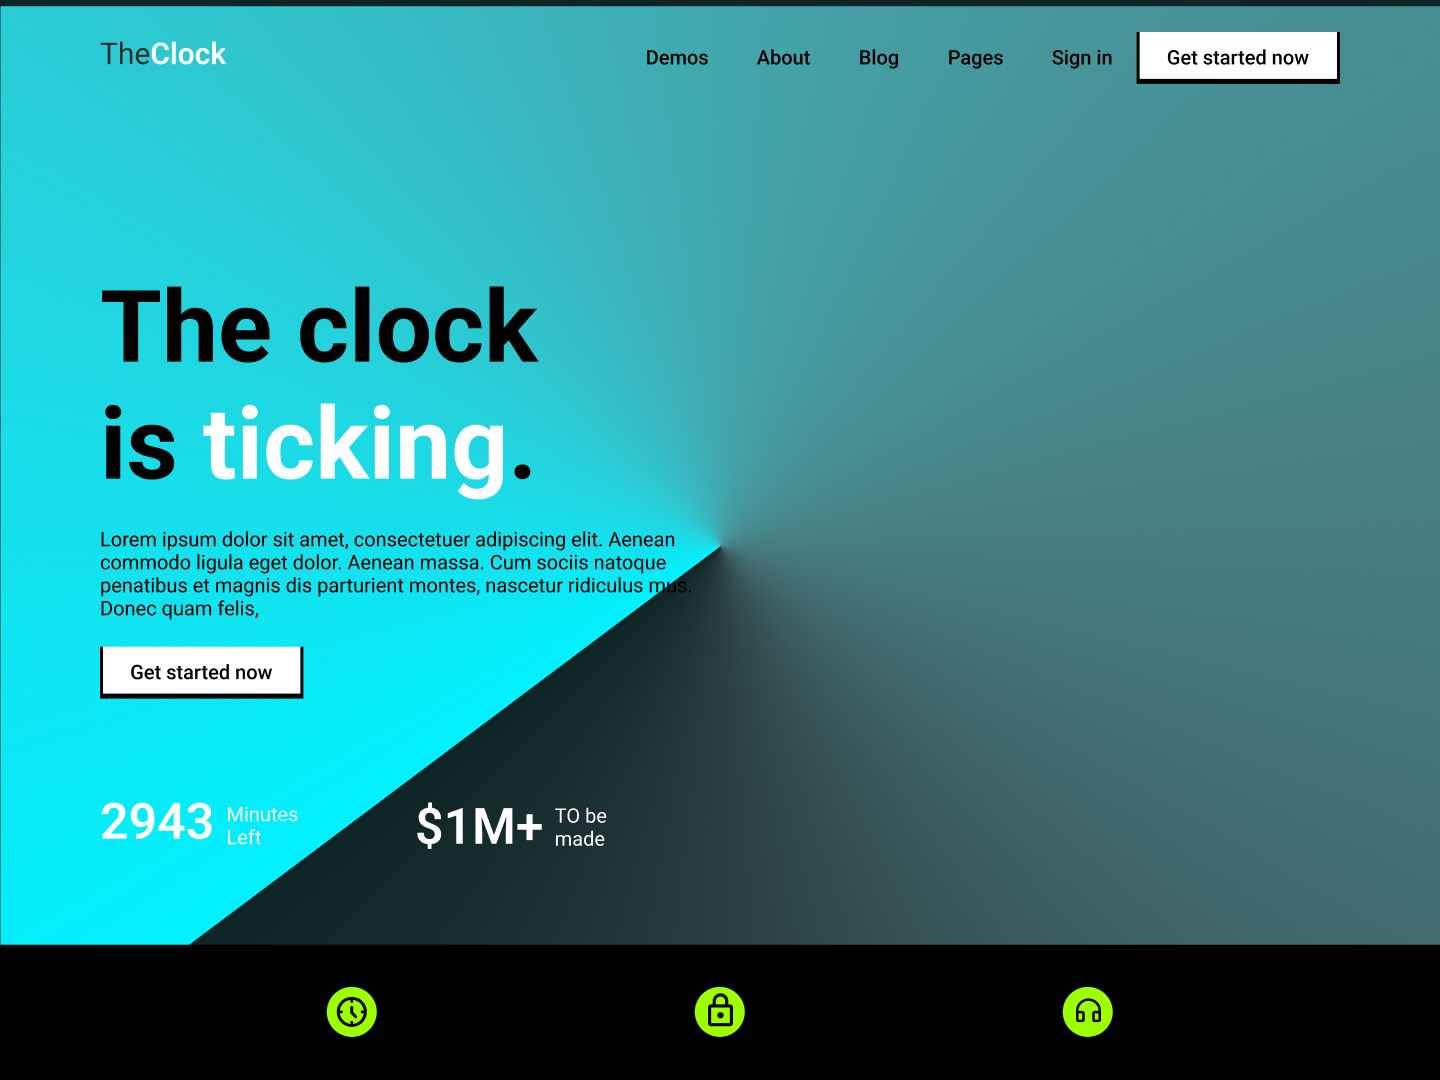 TheClock
Demos About Blog Pages Sign in Get started now
The clock
is ticking.
Lorem ipsum dolor sit amet, consectetuer adipiscing elit. Aenean
commodo ligula eget dolor. Aenean massa. Cum sociis natoque
penatibus et magnis dis parturient montes, nascetur ridiculus mus.
Donec quam felis,
Get started now
2943 Minutes
Left
$1M+ TO be
made